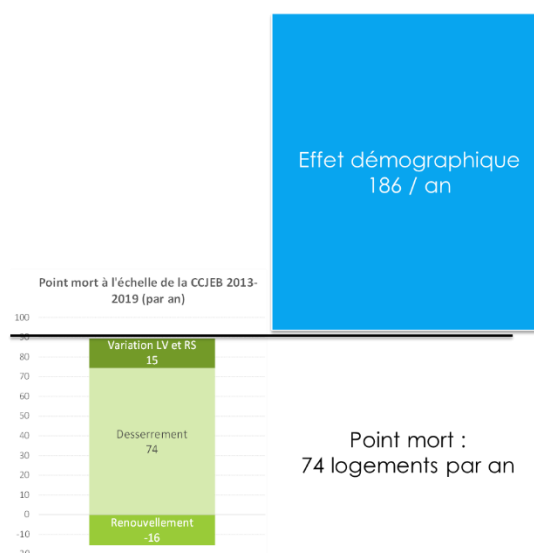 Effet démographique
186 / an
Point mort à l'échelle de la CCJEB 2013-
2019 (par an)
100
90
Variation LV et RS
80
15
70
60
50
Desserrement
40
74
30
20
10
0
Renouvellement
-10
-16
-20
Point mort :
74 logements par an